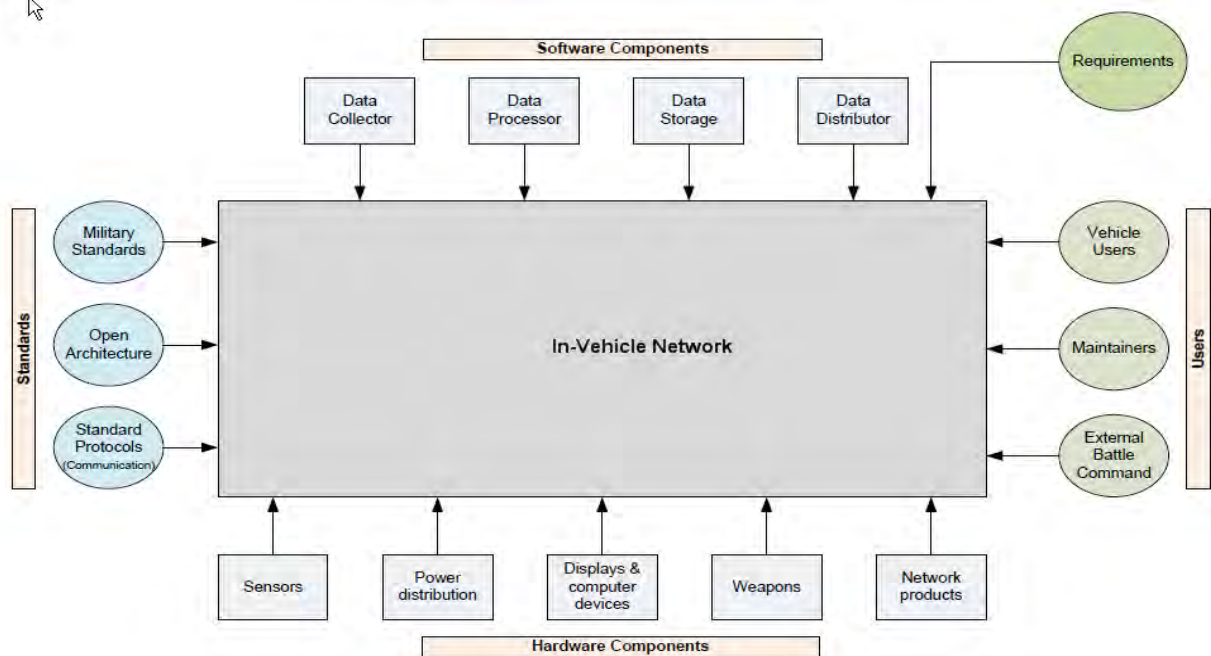 Software Components
Requirements
Data
Collector
Data
Processor
Data
Storage
Data
Distributor
Standards
Military
Standards
Open
Architecture
Standard
Protocols
(Communication)
In-Vehicle Network
Vehicle
Users
Maintainers
External
Battle
Command
Users
Sensors
Power
distribution
Displays &
computer
devices
Weapons
Network
products
Hardware Components